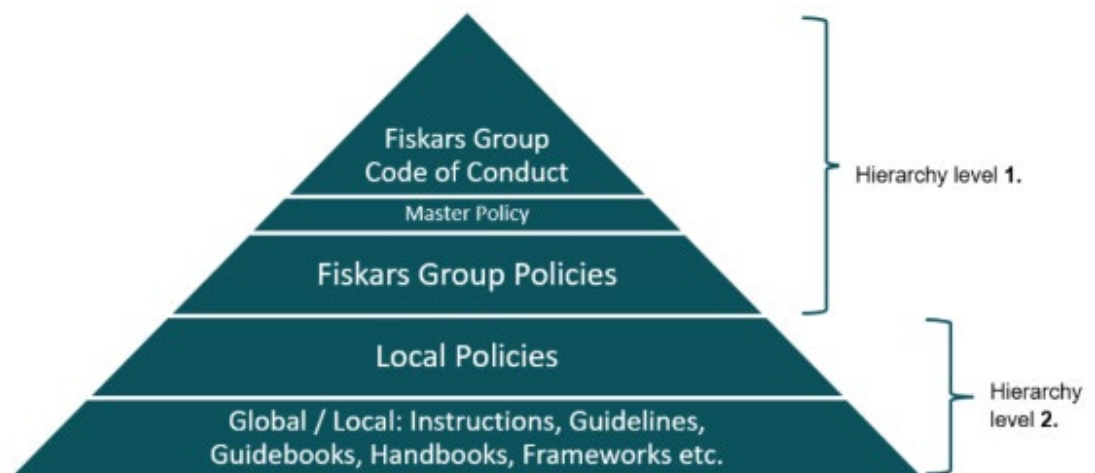 Fiskars Group
Code of Conduct
Master Policy
Fiskars Group Policies
Local Policies
Global / Local: Instructions, Guidelines,
Guidebooks, Handbooks, Frameworks etc.
Hierarchy level 1.
Hierarchy
level 2.